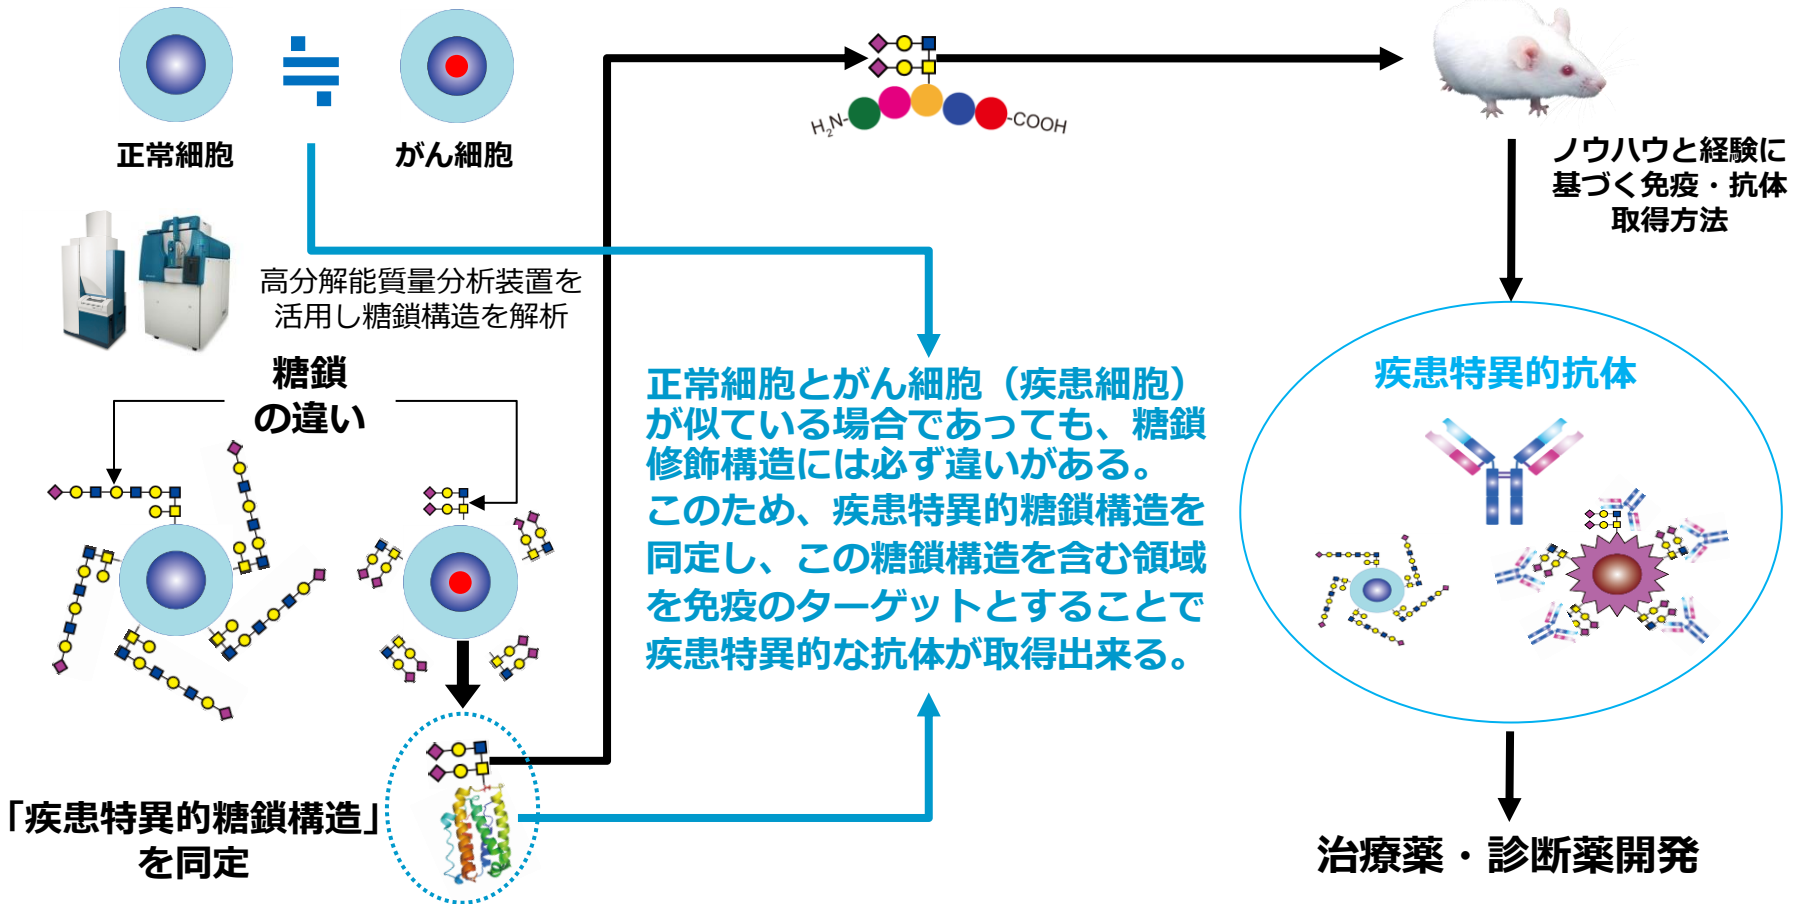 正常細胞
がん細胞
H2N-
-COOH
ノウハウと経験に
基づく免疫・抗体
取得方法
高分解能質量分析装置を
活用し糖鎖構造を解析
糖鎖
の違い
正常細胞とがん細胞（疾患細胞）
が似ている場合であっても、糖鎖
修飾構造には必ず違いがある。
このため、疾患特異的糖鎖構造を
同定し、この糖鎖構造を含む領域
を免疫のターゲットとすることで
疾患特異的な抗体が取得出来る。
疾患特異的抗体
「疾患特異的糖鎖構造」
を同定
治療薬・診断薬開発